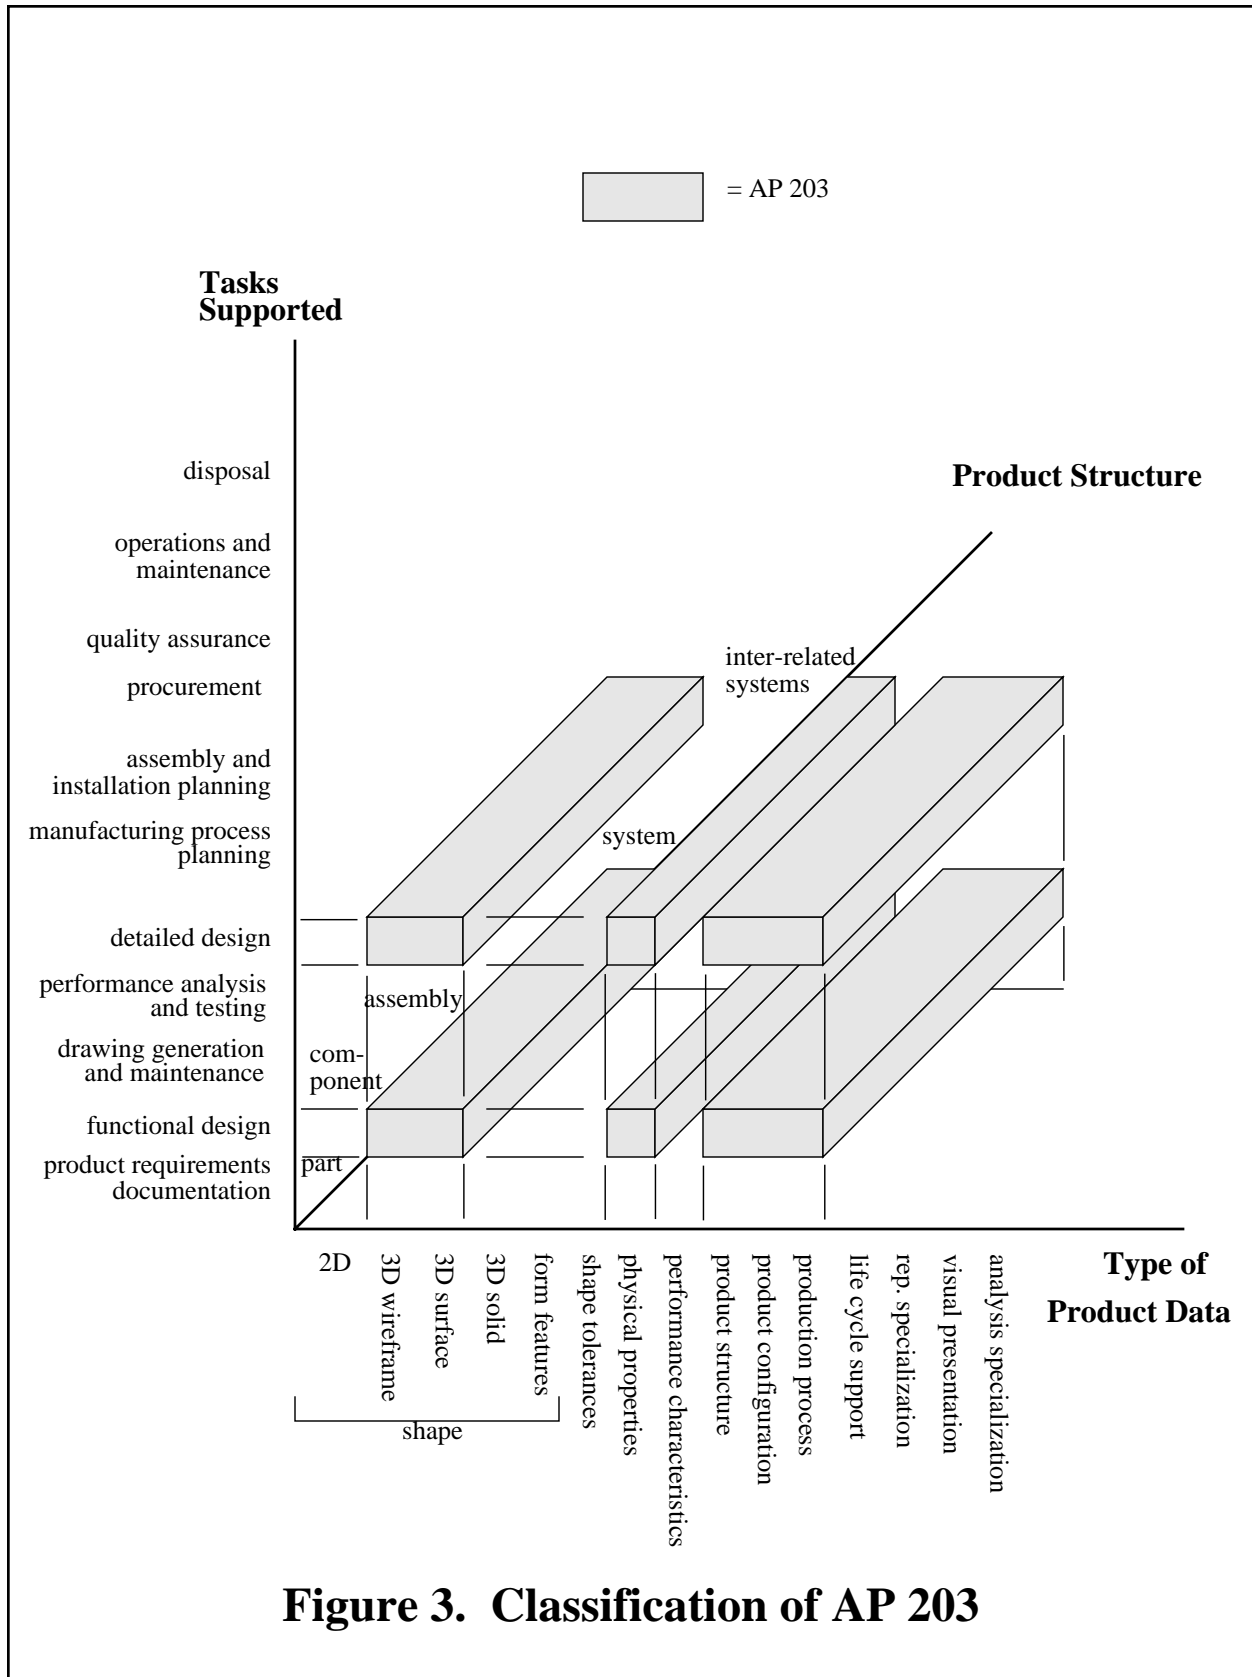 = AP 203
Tasks
Supported
disposal
Product Structure
operations and
maintenance
quality assurance
inter-related
systems
procurement
assembly and
installation planning
manufacturing process
planning
system
detailed design
performance analysis
and testing
assembly
drawing generation
and maintenance
com-
ponent
functional design
product requirements
documentation
part
2D
3D wireframe
3D surface
3D solid
form features
shape tolerances
physical properties
performance characteristics
product structure
product configuration
production process
life cycle support
rep. specialization
visual presentation
analysis specialization
Type of
Product Data
shape
Figure 3. Classification of AP 203